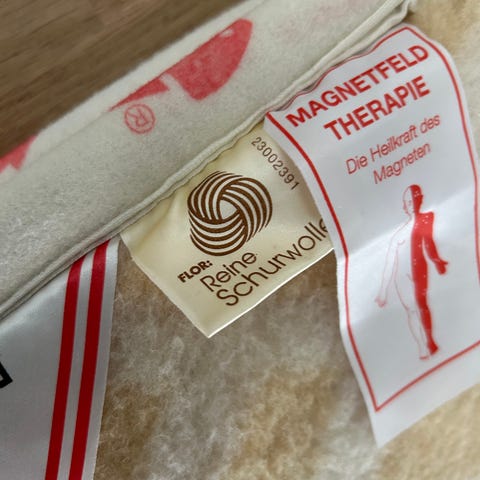 ®
23002391
FLOR:
Reine
Schurwolle
MAGNETFELD
THERAPIE
Die Heilkraft des
Magneten